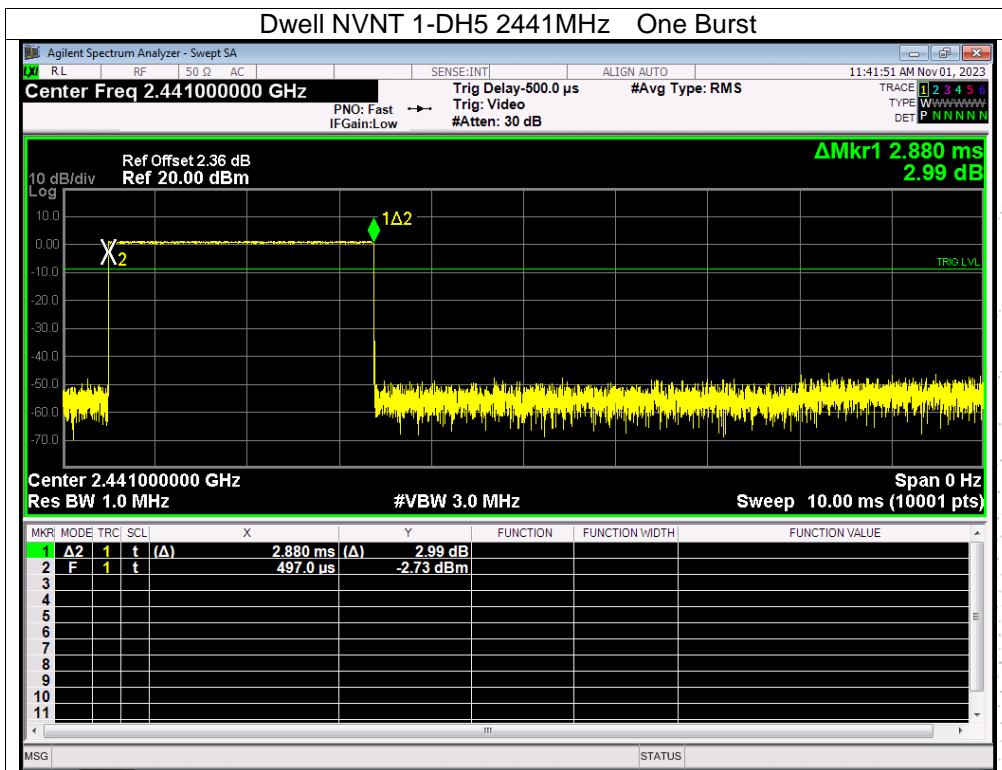 Dwell NVNT 1-DH5 2441MHz One Burst
Agilent Spectrum Analyzer - Swept SA
LXI RL RF 50 Ω AC SENSE:INT ALIGN AUTO 11:41:51 AM Nov 01, 2023
Center Freq 2.441000000 GHz Trig Delay-500.0 µs #Avg Type: RMS TRACE 1 2 3 4 5 6
PNO: Fast Trig: Video TYPE WWWWWW
IFGain:Low #Atten: 30 dB DET P N N N N N
ΔMkr1 2.880 ms
2.99 dB
Ref Offset 2.36 dB
10 dB/div Ref 20.00 dBm
Log
10.0
1Δ2
0.00
2
TRIG LVL
-10.0
-20.0
-30.0
-40.0
-50.0
-60.0
-70.0
Center 2.441000000 GHz Span 0 Hz
Res BW 1.0 MHz #VBW 3.0 MHz Sweep 10.00 ms (10001 pts)
MKR MODE TRC SCL X Y FUNCTION FUNCTION WIDTH FUNCTION VALUE
1 Δ2 1 t (Δ) 2.880 ms (Δ) 2.99 dB
2 F 1 t 497.0 µs -2.73 dBm
3
4
5
6
7
8
9
10
11
MSG STATUS